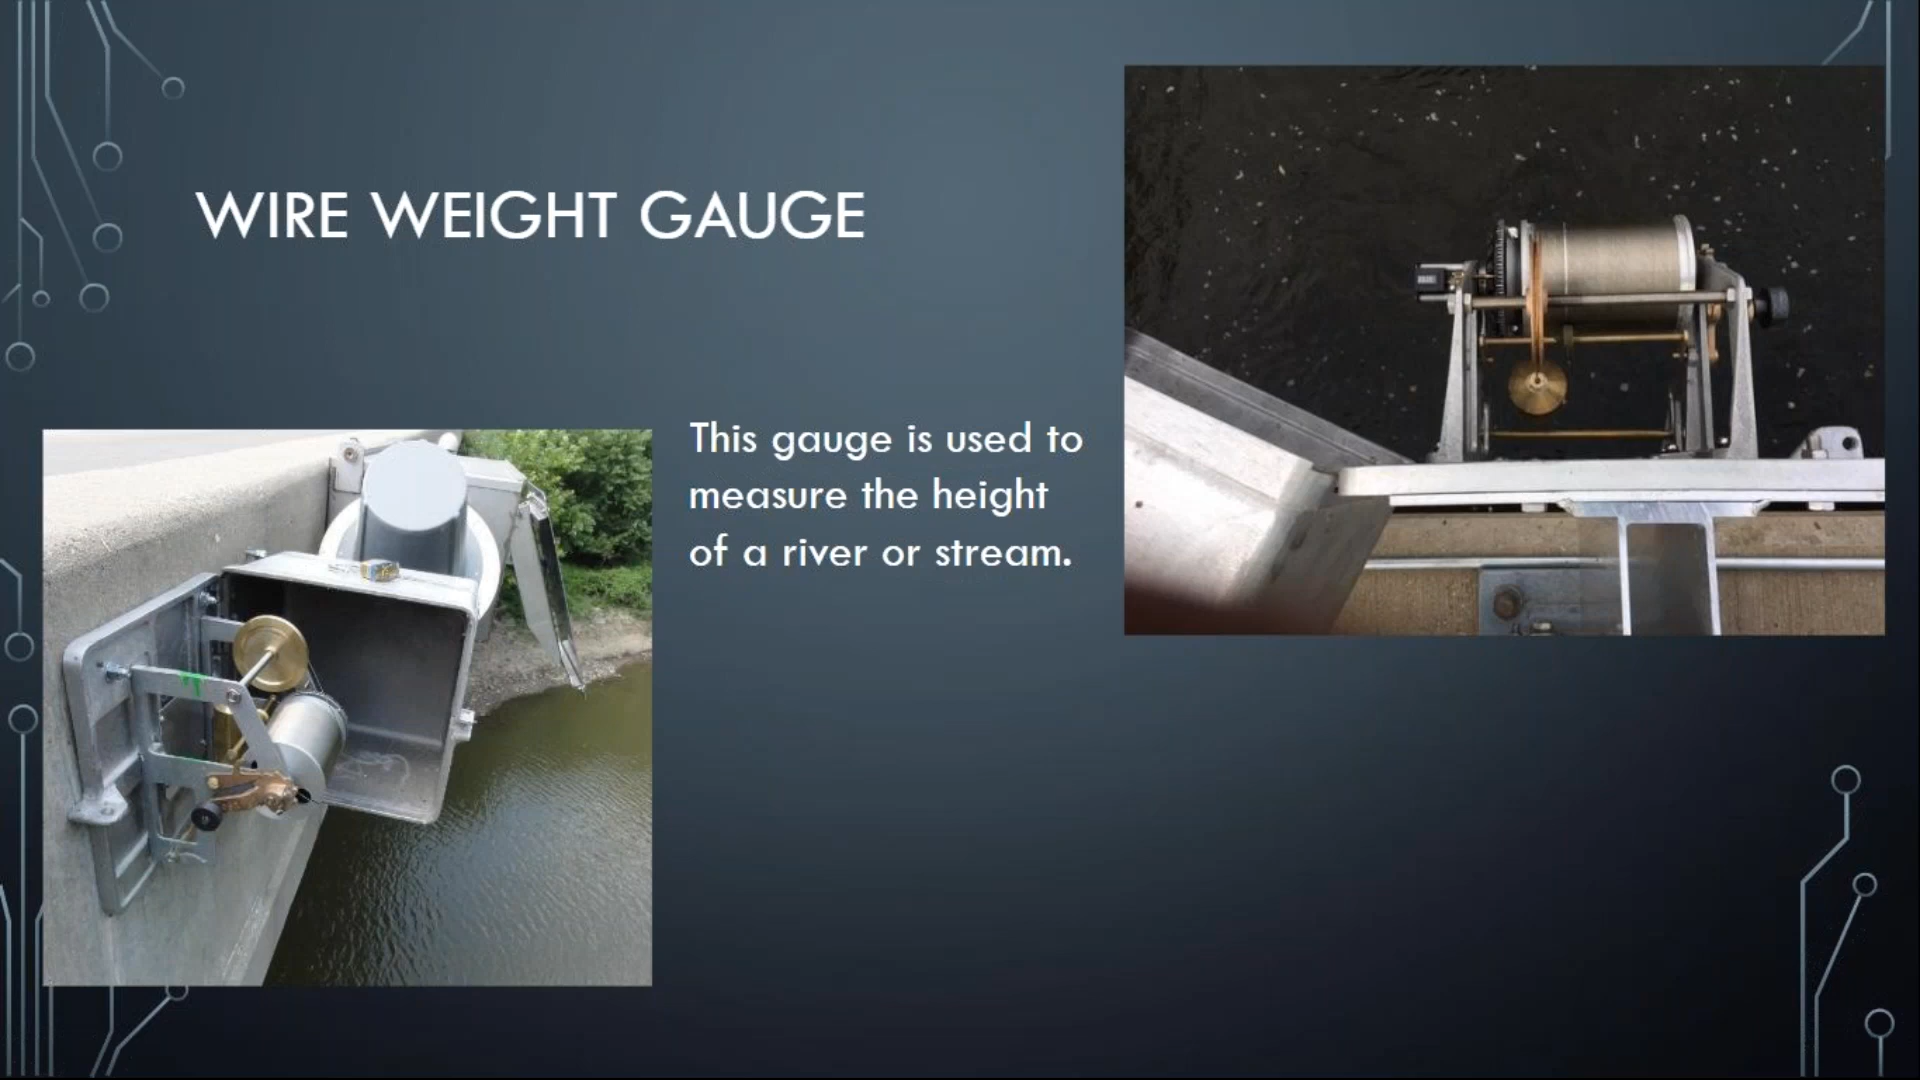 WIRE WEIGHT GAUGE
This gauge is used to
measure the height
of a river or stream.